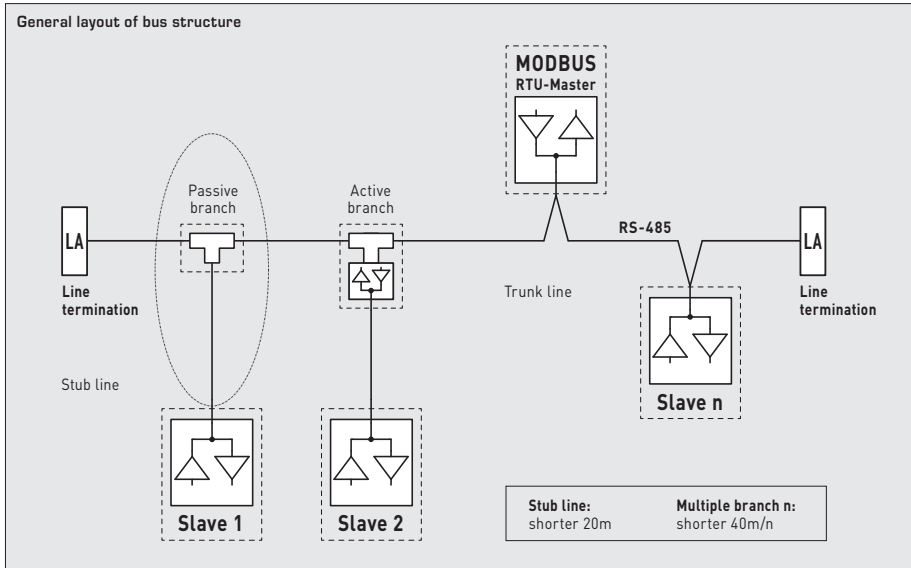 General layout of bus structure
MODBUS
RTU-Master
Passive
branch
Active
branch
LA
RS-485
LA
Line
termination
Trunk line
Line
termination
Stub line
Slave n
Slave 1
Slave 2
Stub line:
shorter 20m
Multiple branch n:
shorter 40m/n